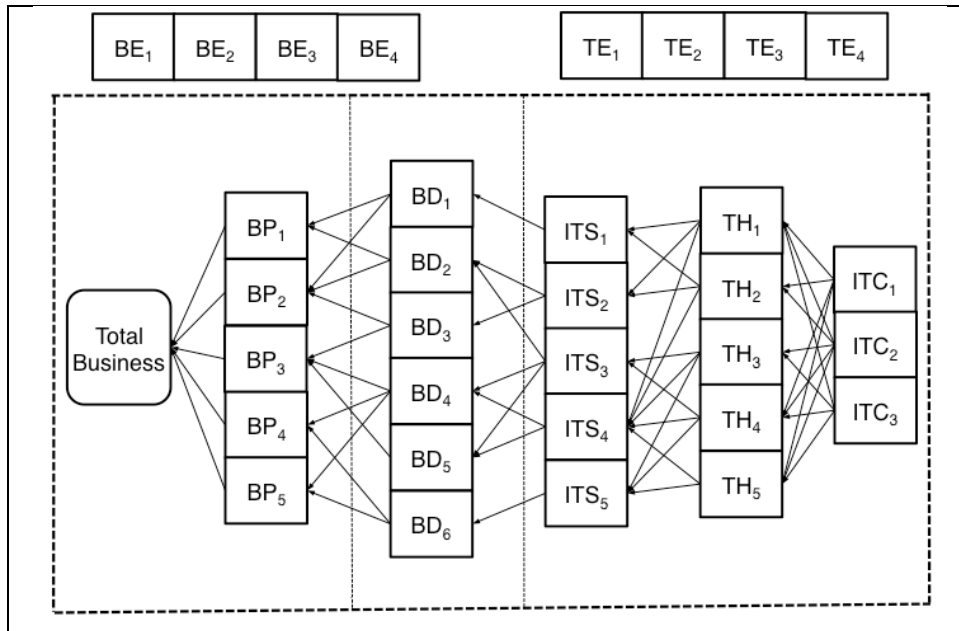 BE₁ BE₂ BE₃ BE₄
TE₁ TE₂ TE₃ TE₄
Total
Business
BP₁
BP₂
BP₃
BP₄
BP₅
BD₁
BD₂
BD₃
BD₄
BD₅
BD₆
ITS₁
ITS₂
ITS₃
ITS₄
ITS₅
TH₁
TH₂
TH₃
TH₄
TH₅
ITC₁
ITC₂
ITC₃